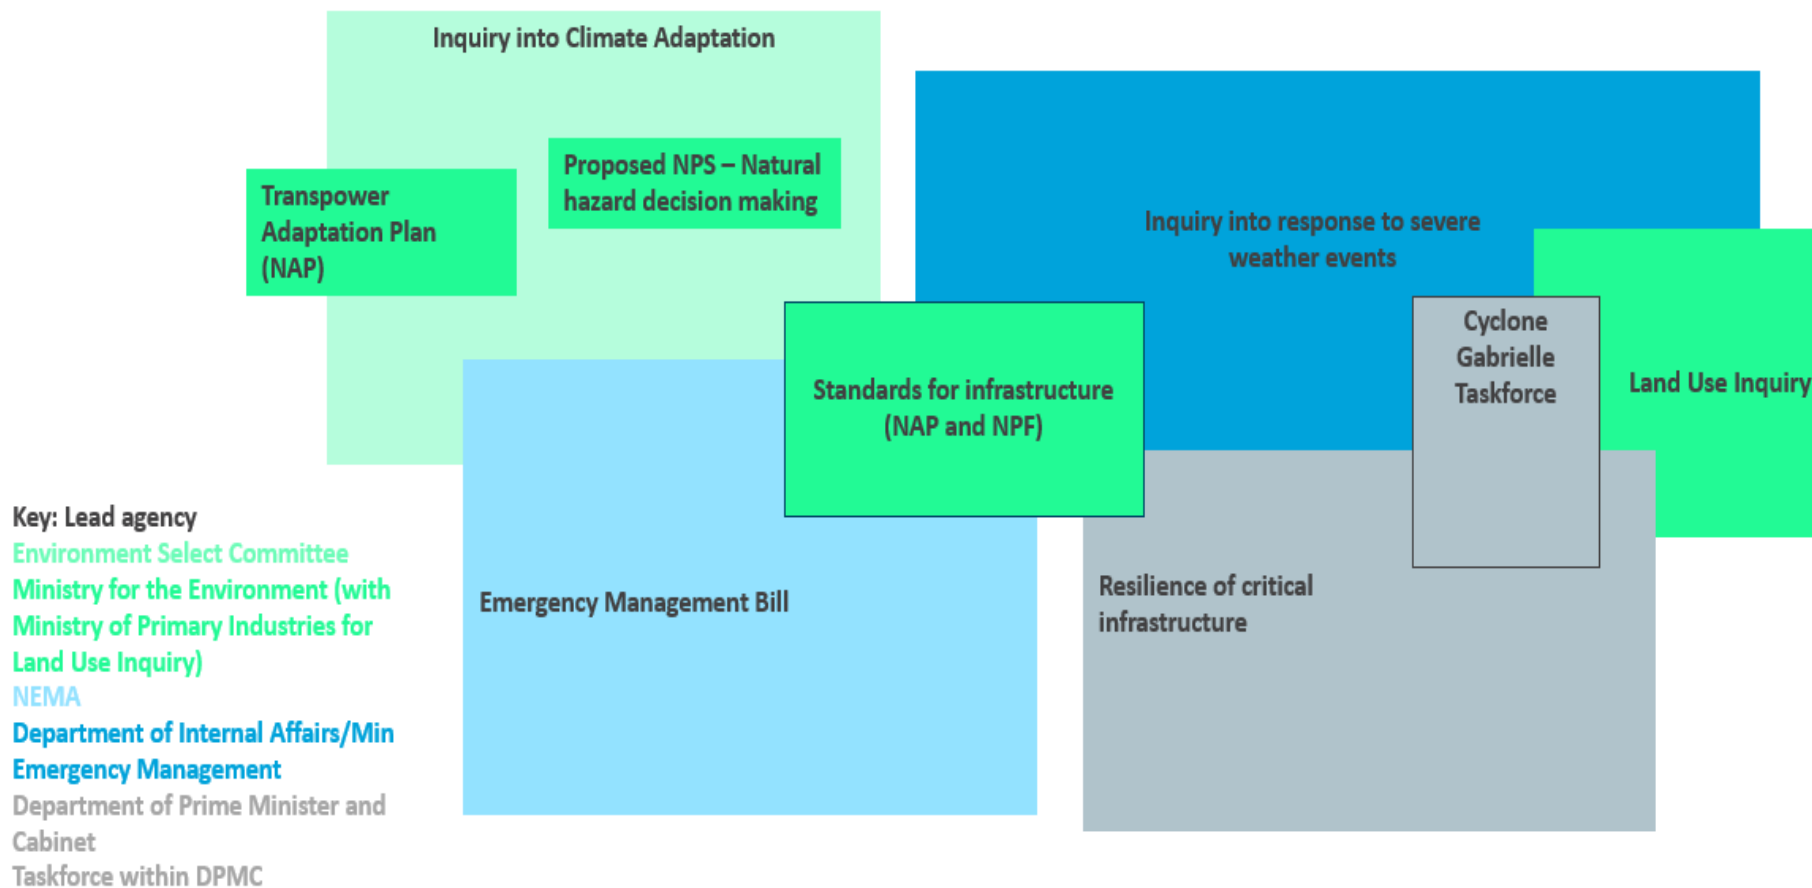 Inquiry into Climate Adaptation
Proposed NPS – Natural
hazard decision making
Transpower
Adaptation Plan
(NAP)
Inquiry into response to severe
weather events
Cyclone
Gabrielle
Taskforce
Land Use Inquiry
Standards for infrastructure
(NAP and NPF)
Emergency Management Bill
Resilience of critical
infrastructure
Key: Lead agency
Environment Select Committee
Ministry for the Environment (with
Ministry of Primary Industries for
Land Use Inquiry)
NEMA
Department of Internal Affairs/Min
Emergency Management
Department of Prime Minister and
Cabinet
Taskforce within DPMC